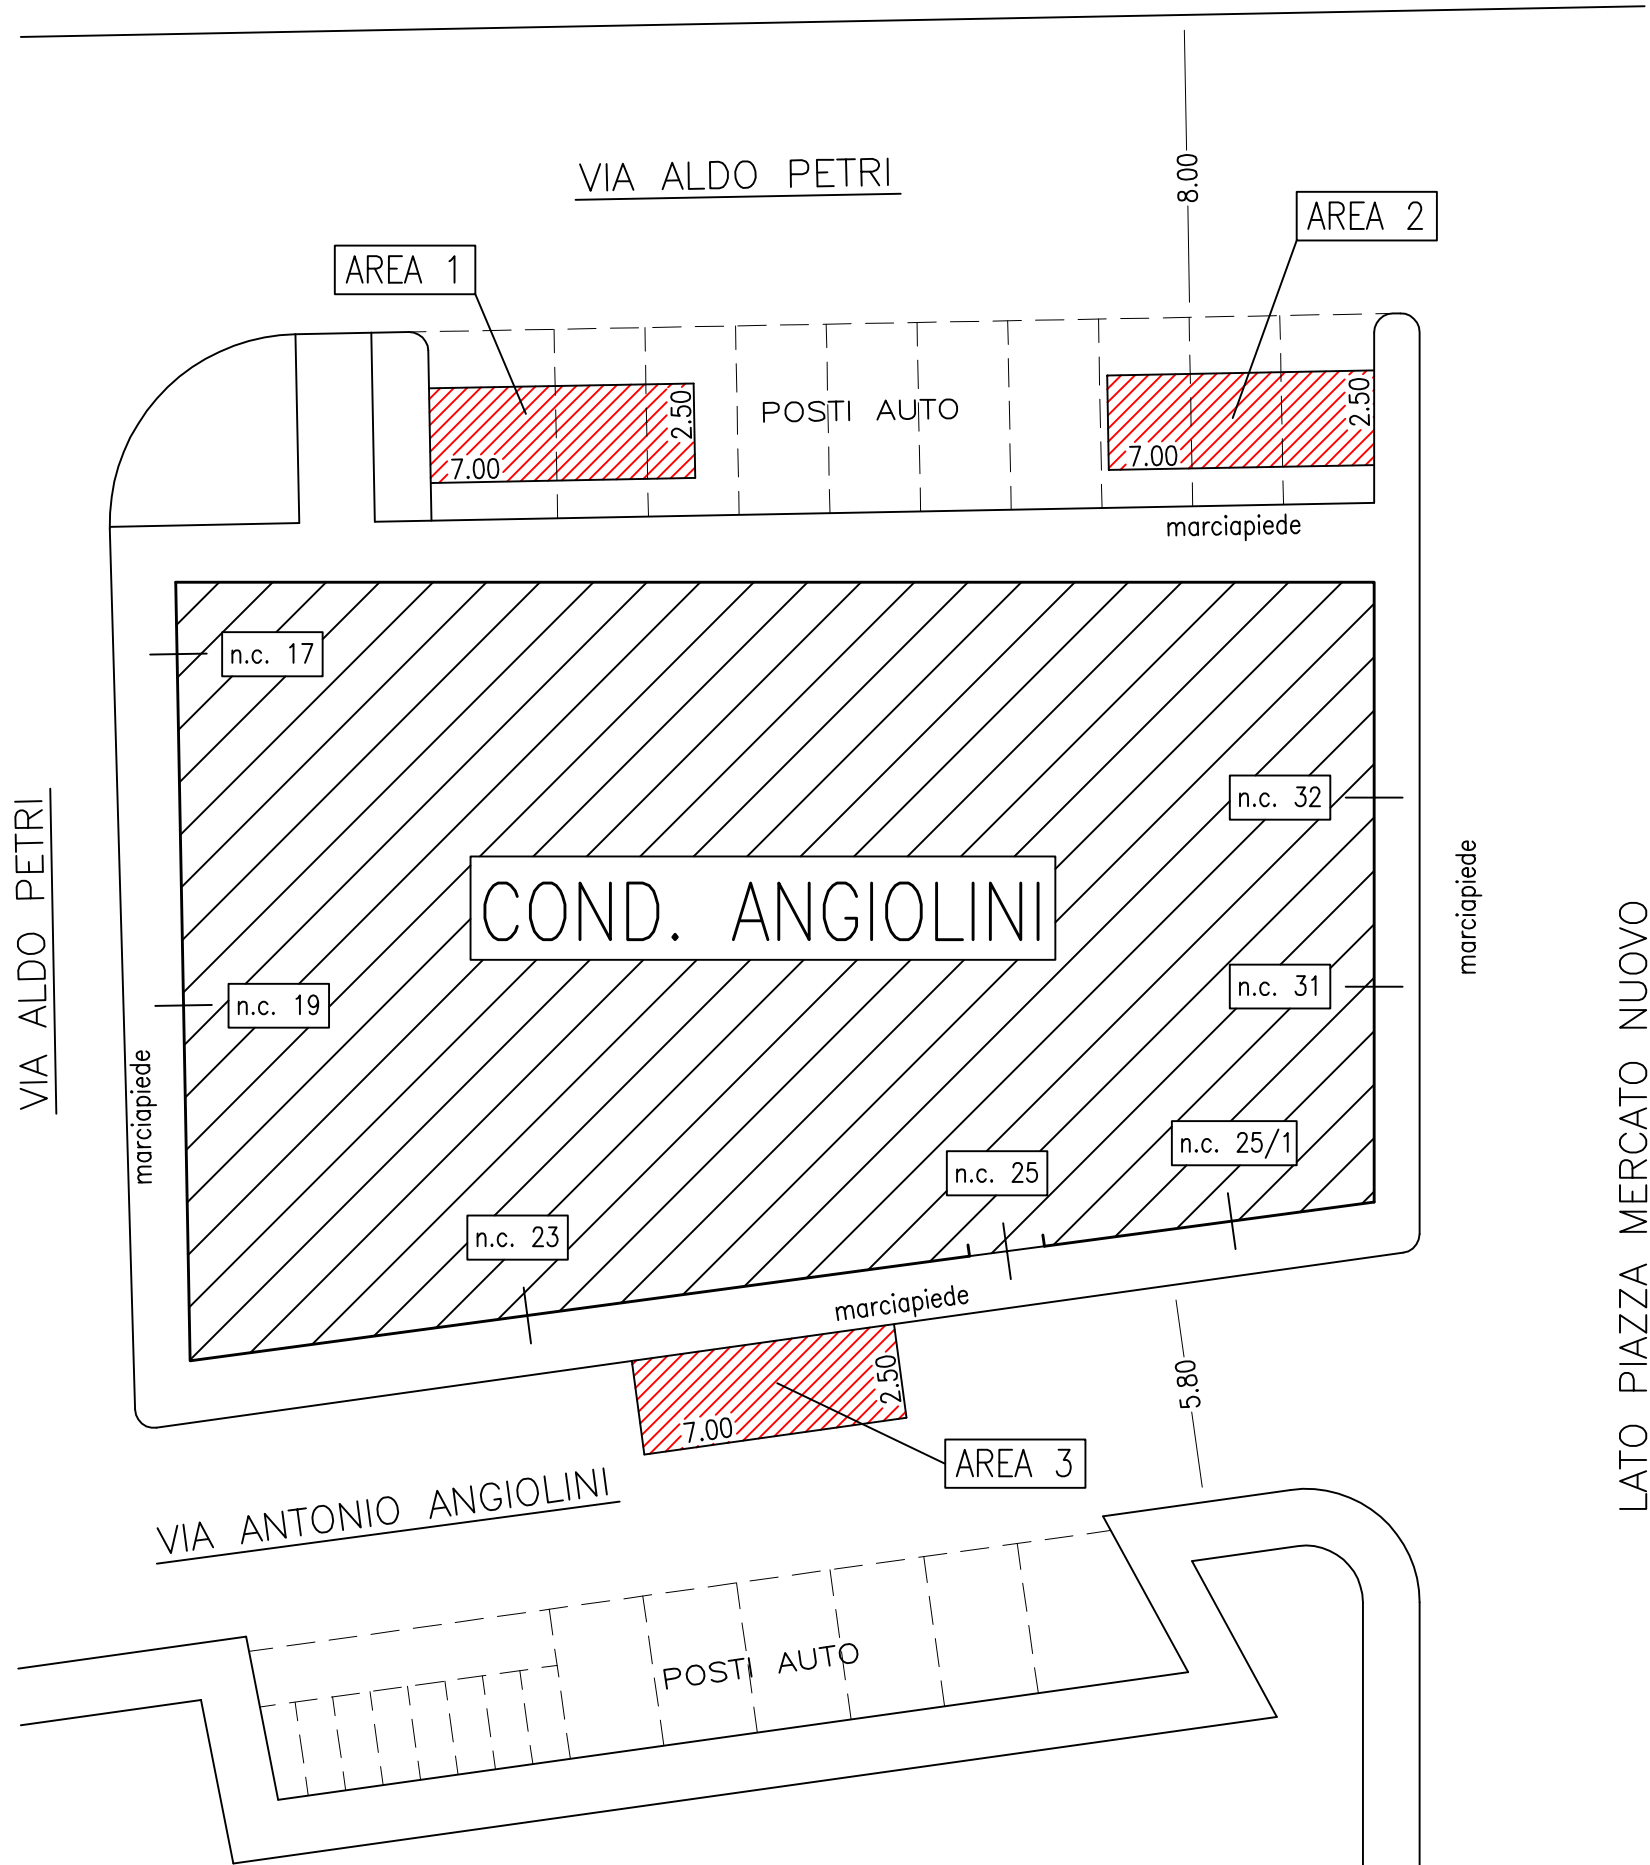 VIA ALDO PETRI
8.00
AREA 2
AREA 1
2.50
7.00
POSTI AUTO
2.50
7.00
marciapiede
n.c. 17
n.c. 32
VIA ALDO PETRI
COND. ANGIOLINI
marciapiede
n.c. 31
n.c. 19
marciapiede
LATO PIAZZA MERCATO NUOVO
n.c. 25/1
n.c. 25
n.c. 23
marciapiede
2.50
7.00
5.80
AREA 3
VIA ANTONIO ANGIOLINI
POSTI AUTO